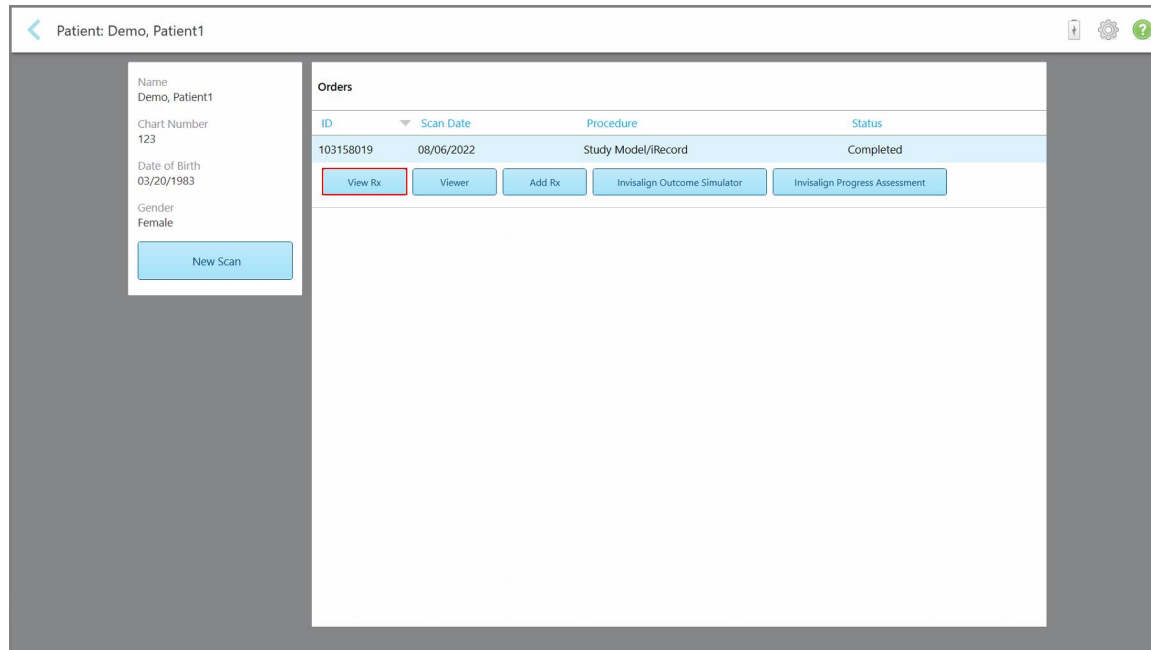 Patient: Demo, Patient1
?
Name
Demo, Patient1
Chart Number
123
Date of Birth
03/20/1983
Gender
Female
New Scan
Orders
ID Scan Date Procedure Status
103158019 08/06/2022 Study Model/iRecord Completed
View Rx Viewer Add Rx Invisalign Outcome Simulator Invisalign Progress Assessment